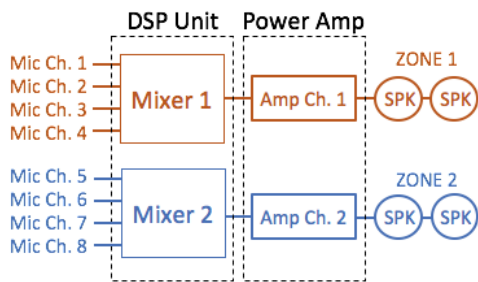 DSP Unit
Power Amp
Mic Ch. 1
Mic Ch. 2
Mic Ch. 3
Mic Ch. 4
Mixer 1
Amp Ch. 1
ZONE 1
SPK
SPK
Mic Ch. 5
Mic Ch. 6
Mic Ch. 7
Mic Ch. 8
Mixer 2
Amp Ch. 2
ZONE 2
SPK
SPK